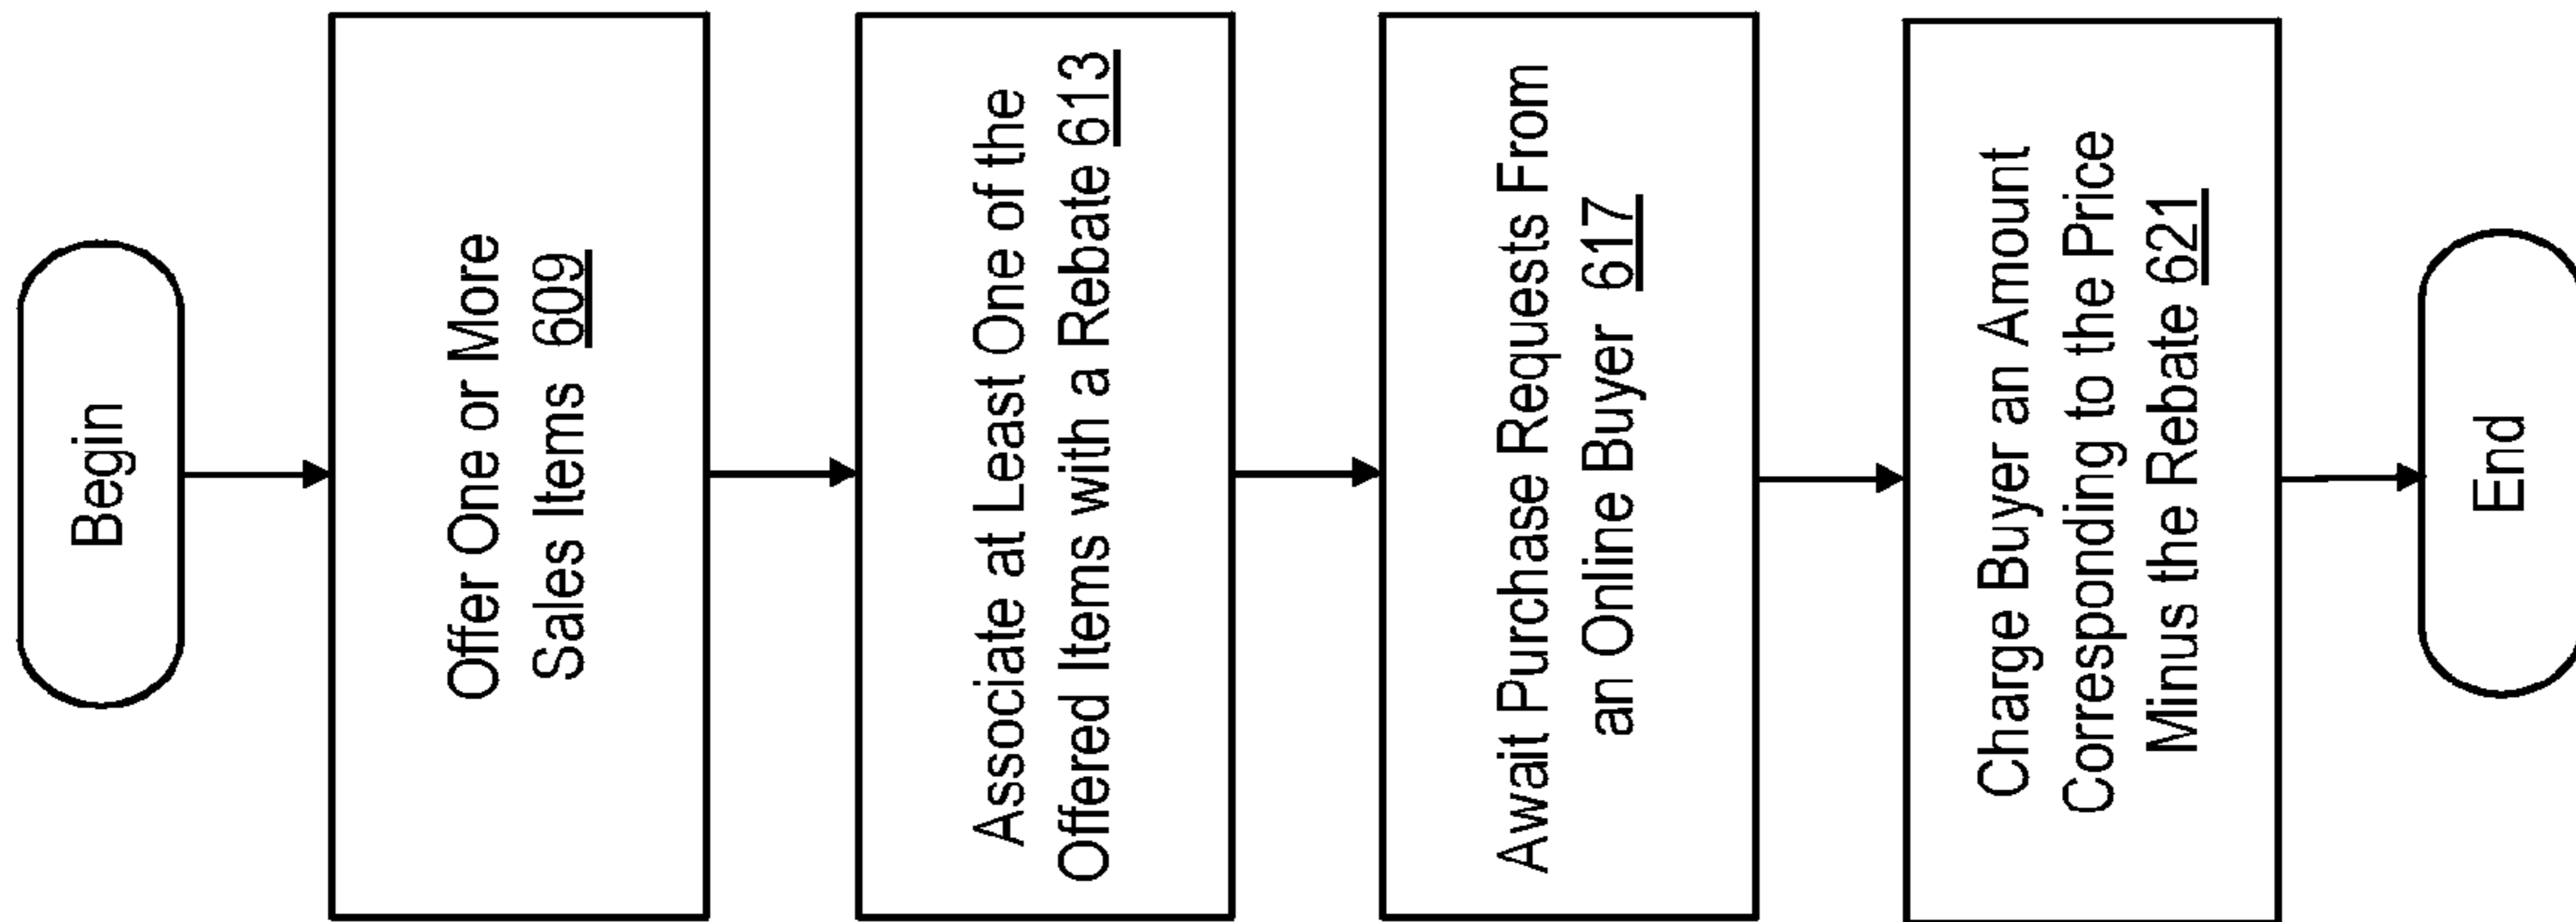 Begin
Offer One or More
Sales Items 609
Associate at Least One of the
Offered Items with a Rebate 613
Await Purchase Requests From
an Online Buyer 617
Charge Buyer an Amount
Corresponding to the Price
Minus the Rebate 621
End